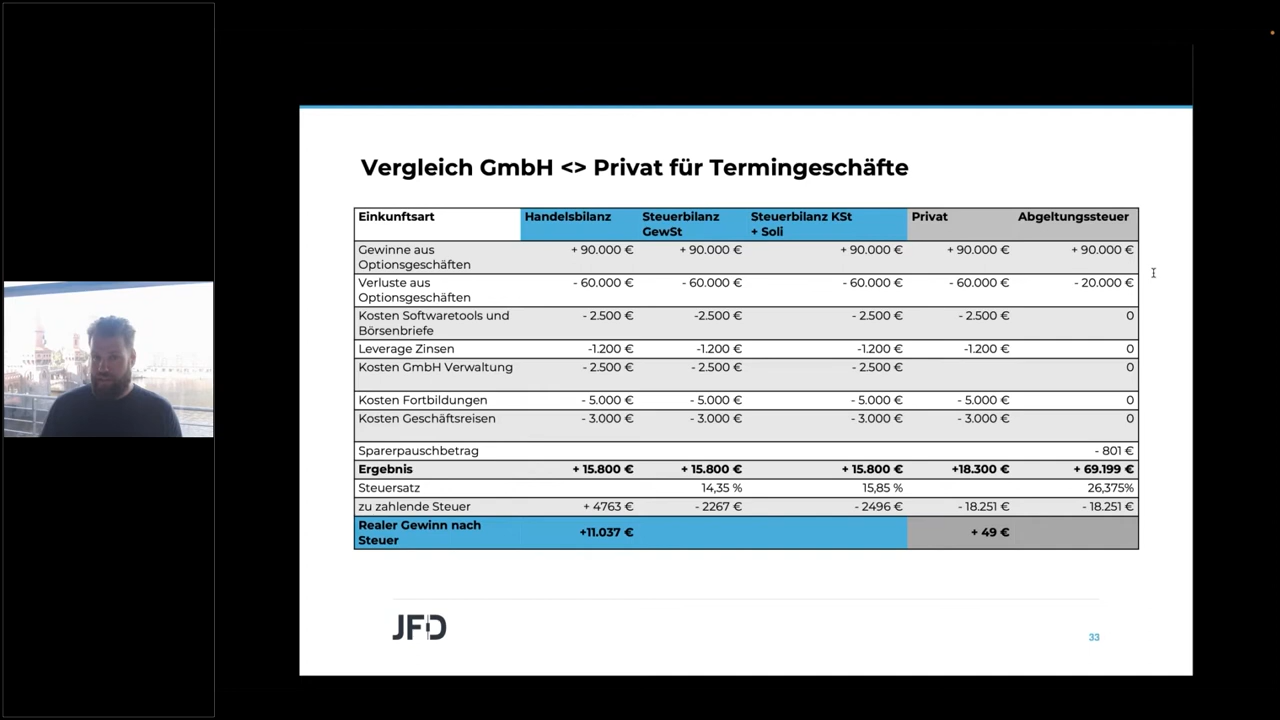 Vergleich GmbH <> Privat für Termingeschäfte
Einkunftsart Handelsbilanz Steuerbilanz GewSt Steuerbilanz KSt + Soli Privat Abgeltungssteuer
Gewinne aus Optionsgeschäften + 90.000 € + 90.000 € + 90.000 € + 90.000 € + 90.000 €
Verluste aus Optionsgeschäften - 60.000 € - 60.000 € - 60.000 € - 60.000 € - 20.000 €
Kosten Softwaretools und Börsenbriefe - 2.500 € -2.500 € - 2.500 € - 2.500 € 0
Leverage Zinsen -1.200 € -1.200 € -1.200 € -1.200 € 0
Kosten GmbH Verwaltung - 2.500 € - 2.500 € - 2.500 € 0
Kosten Fortbildungen - 5.000 € - 5.000 € - 5.000 € - 5.000 € 0
Kosten Geschäftsreisen - 3.000 € - 3.000 € - 3.000 € - 3.000 € 0
Sparerpauschbetrag - 801 €
Ergebnis + 15.800 € + 15.800 € + 15.800 € +18.300 € + 69.199 €
Steuersatz 14,35 % 15,85 % 26,375%
zu zahlende Steuer + 4763 € - 2267 € - 2496 € - 18.251 € - 18.251 €
Realer Gewinn nach Steuer +11.037 € + 49 €
JFD
33